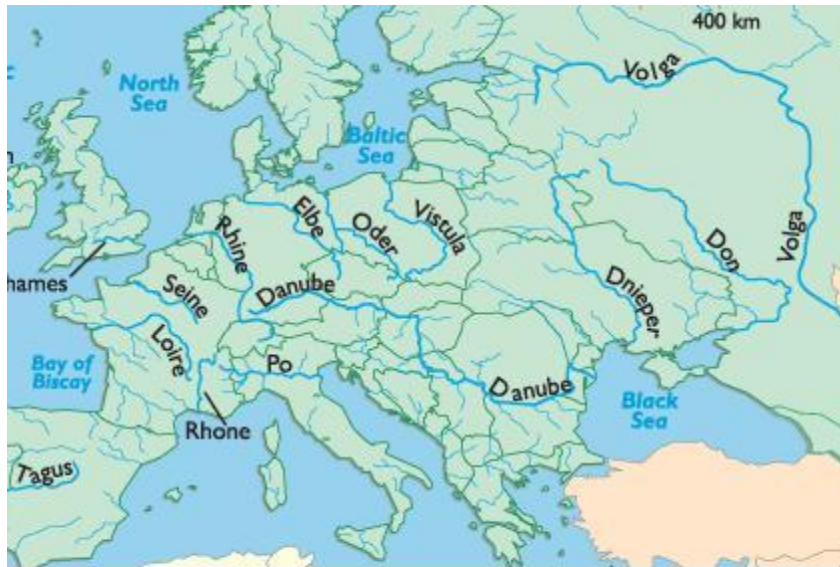 400 km
Volga
North
Sea
Baltic
Sea
Elbe
Oder
Vistula
Rhine
Don
Volga
hames
Seine
Danube
Dnieper
Loire
Bay of
Biscay
Po
Danube
Black
Sea
Rhone
Tagus